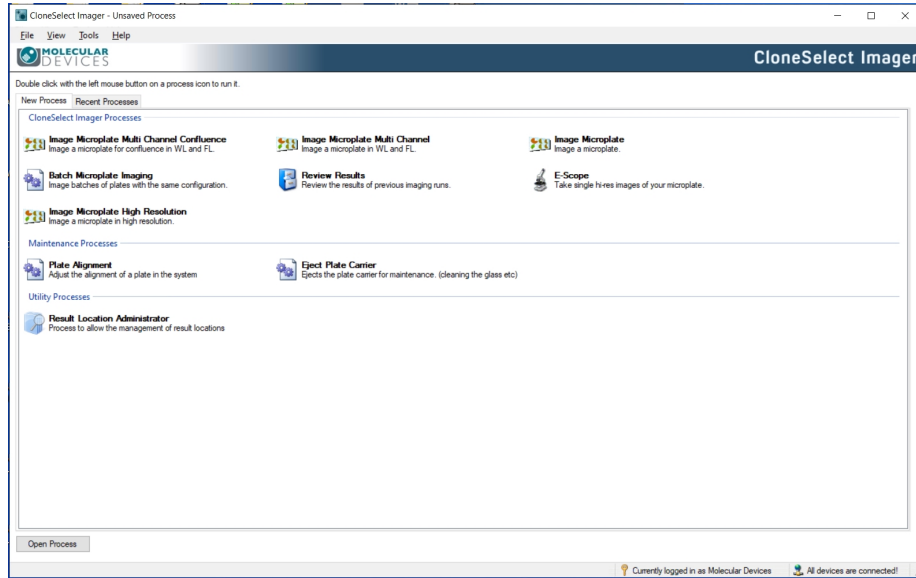 CloneSelect Imager - Unsaved Process
File View Tools Help
MOLECULAR
DEVICES
CloneSelect Imager
Double click with the left mouse button on a process icon to run it.
New Process Recent Processes
CloneSelect Imager Processes
Image Microplate Multi Channel Confluence
Image a microplate for confluence in WL and FL.
Image Microplate Multi Channel
Image a microplate in WL and FL.
Image Microplate
Image a microplate.
Batch Microplate Imaging
Image batches of plates with the same configuration.
Review Results
Review the results of previous imaging runs.
E-Scope
Take single hi-res images of your microplate.
Image Microplate High Resolution
Image a microplate in high resolution.
Maintenance Processes
Plate Alignment
Adjust the alignment of a plate in the system
Eject Plate Carrier
Ejects the plate carrier for maintenance. (cleaning the glass etc)
Utility Processes
Result Location Administrator
Process to allow the management of result locations
Open Process
Currently logged in as Molecular Devices
All devices are connected!